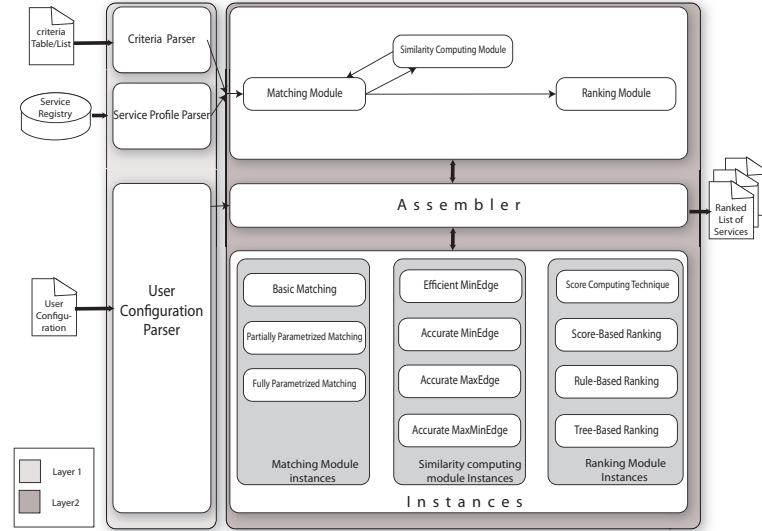 criteria
Table/List
Criteria Parser
Similarity Computing Module
Matching Module
Ranking Module
Service
Registry
Service Profile Parser
Assembler
Ranked
List of
Services
User
Configu-
ration
User
Configuration
Parser
Basic Matching
Partially Parametrized Matching
Fully Parametrized Matching
Matching Module
instances
Efficient MinEdge
Accurate MinEdge
Accurate MaxEdge
Accurate MaxMinEdge
Similarity computing
module Instances
Score Computing Technique
Score-Based Ranking
Rule-Based Ranking
Tree-Based Ranking
Ranking Module
Instances
Instances
Layer 1
Layer2